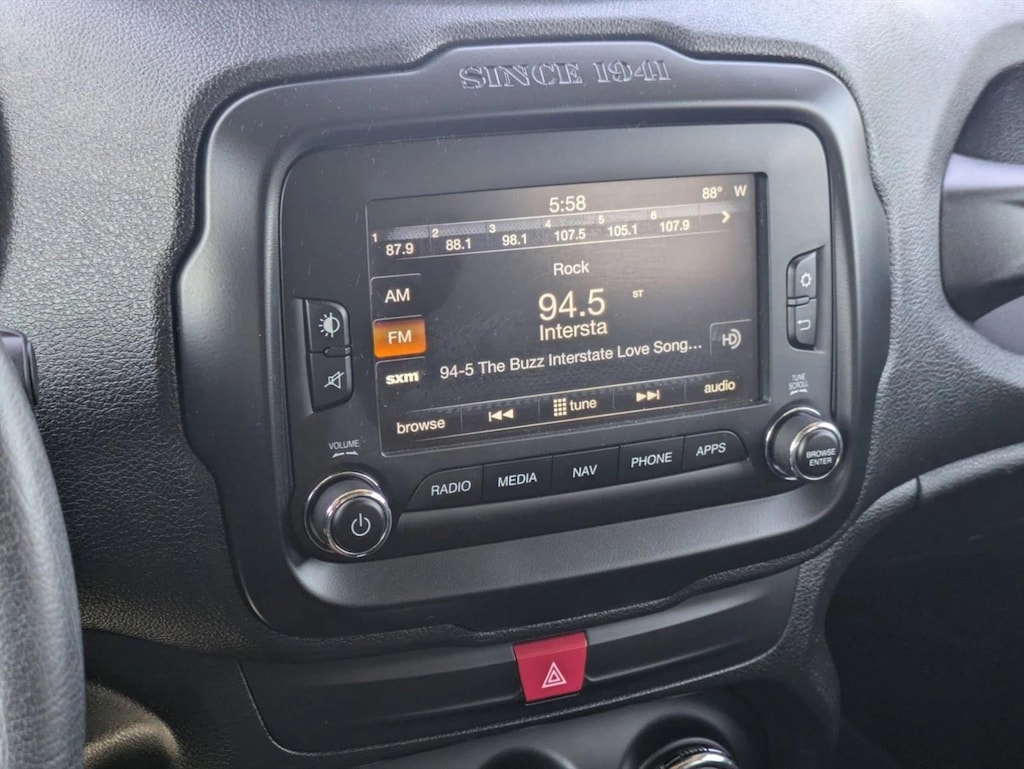 SINCE 1941
5:58 88° W
1 87.9 2 88.1 3 98.1 4 107.5 5 105.1 6 107.9 >
Rock
AM
94.5 ST
FM
Intersta
sxm
94-5 The Buzz Interstate Love Song...
HD
browse tune audio
VOLUME
TUNE
SCROLL
RADIO MEDIA NAV PHONE APPS
BROWSE
ENTER